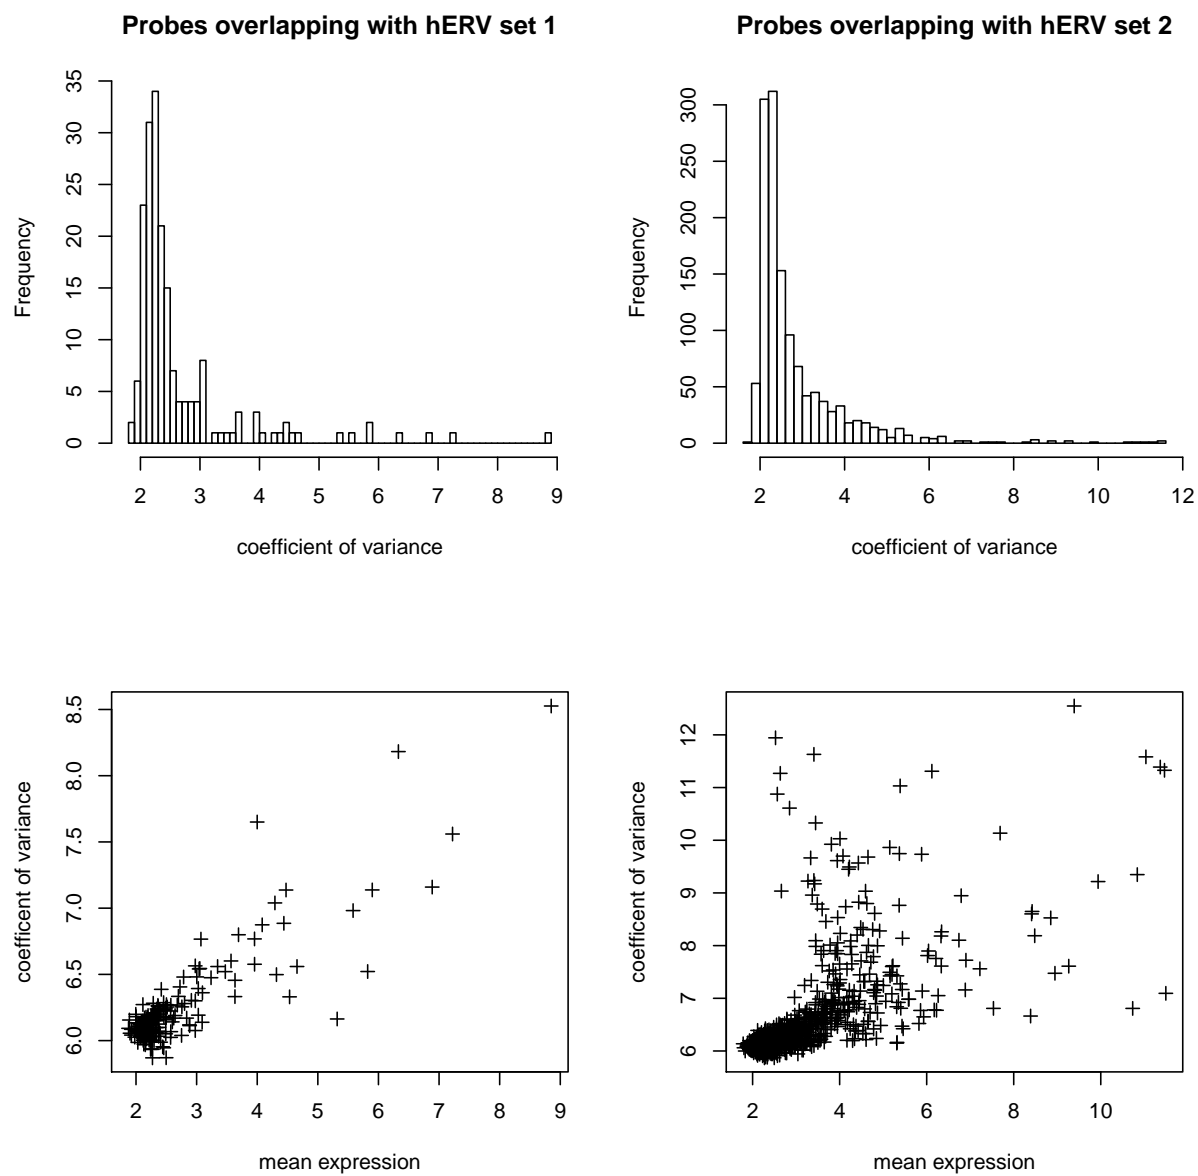 Probes overlapping with hERV set 1
Frequency
0 5 10 15 20 25 30 35
2 3 4 5 6 7 8 9
coefficient of variance
Probes overlapping with hERV set 2
Frequency
0 50 100 150 200 250 300
2 4 6 8 10 12
coefficient of variance
coefficent of variance
6.0 6.5 7.0 7.5 8.0 8.5
2 3 4 5 6 7 8 9
mean expression
coefficent of variance
6 7 8 9 10 11 12
2 4 6 8 10
mean expression